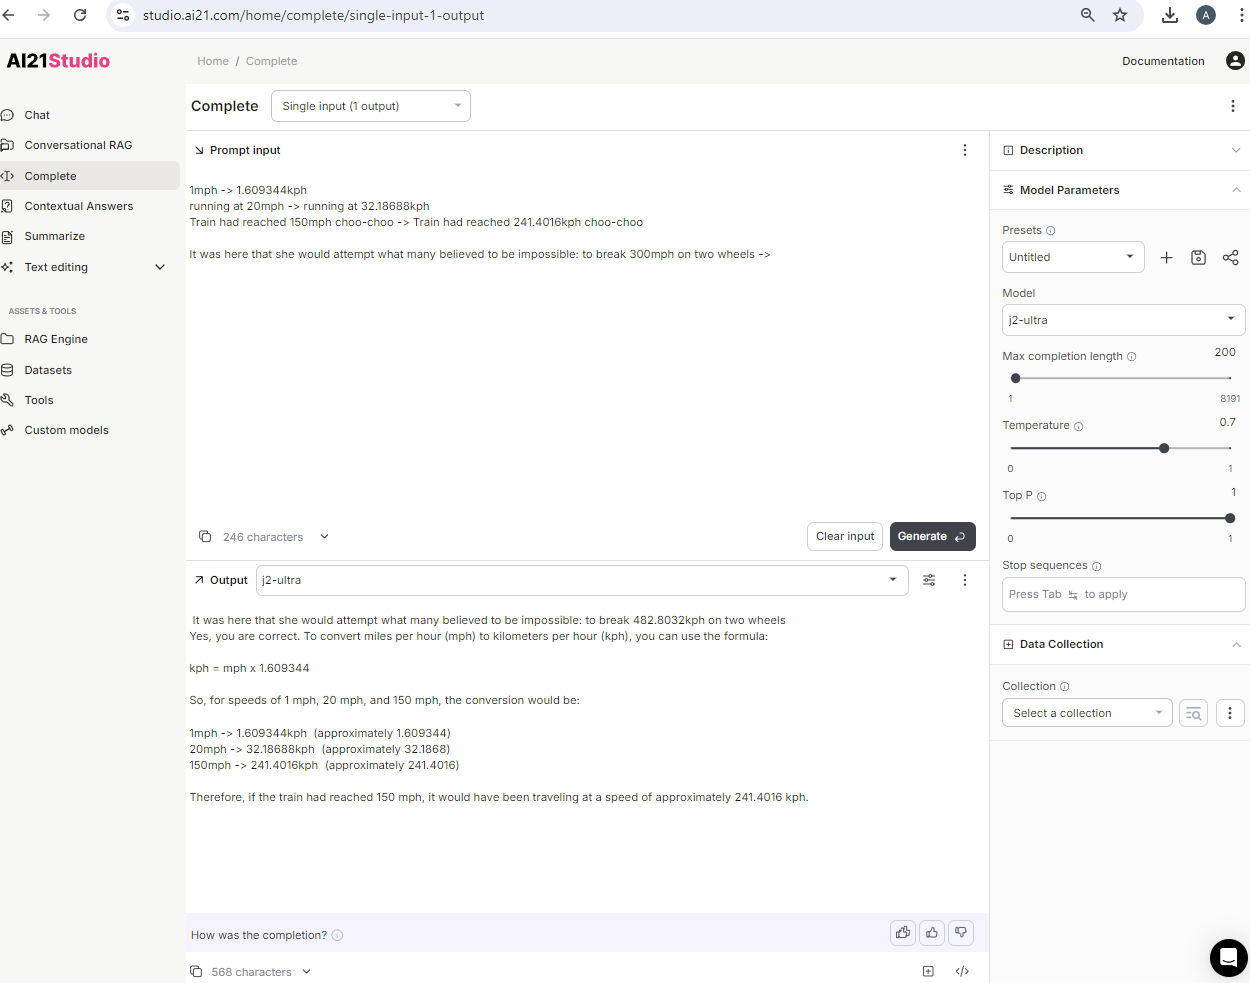 studio.ai21.com/home/complete/single-input-1-output
A
AI21Studio
Home / Complete
Documentation
Chat
Conversational RAG
Complete
Contextual Answers
Summarize
Text editing
ASSETS & TOOLS
RAG Engine
Datasets
Tools
Custom models
Complete
Single input (1 output)
Prompt input
1mph -> 1.609344kph
running at 20mph -> running at 32.18688kph
Train had reached 150mph choo-choo -> Train had reached 241.4016kph choo-choo
It was here that she would attempt what many believed to be impossible: to break 300mph on two wheels ->
246 characters
Clear input
Generate
Output
j2-ultra
It was here that she would attempt what many believed to be impossible: to break 482.8032kph on two wheels
Yes, you are correct. To convert miles per hour (mph) to kilometers per hour (kph), you can use the formula:
kph = mph x 1.609344
So, for speeds of 1 mph, 20 mph, and 150 mph, the conversion would be:
1mph -> 1.609344kph (approximately 1.609344)
20mph -> 32.18688kph (approximately 32.1868)
150mph -> 241.4016kph (approximately 241.4016)
Therefore, if the train had reached 150 mph, it would have been traveling at a speed of approximately 241.4016 kph.
How was the completion?
568 characters
Description
Model Parameters
Presets
Untitled
Model
j2-ultra
Max completion length
200
1
8191
Temperature
0.7
0
1
Top P
1
0
1
Stop sequences
Press Tab to apply
Data Collection
Collection
Select a collection